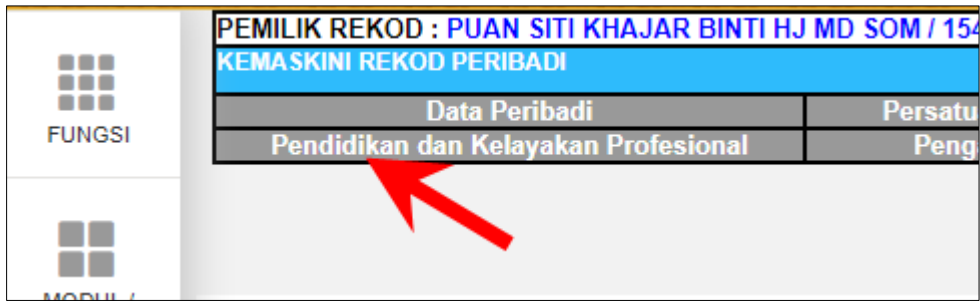 PEMILIK REKOD : PUAN SITI KHAJAR BINTI HJ MD SOM / 154
KEMASKINI REKOD PERIBADI
Data Peribadi Persatu
Pendidikan dan Kelayakan Profesional Peng
FUNGSI
MODUL /